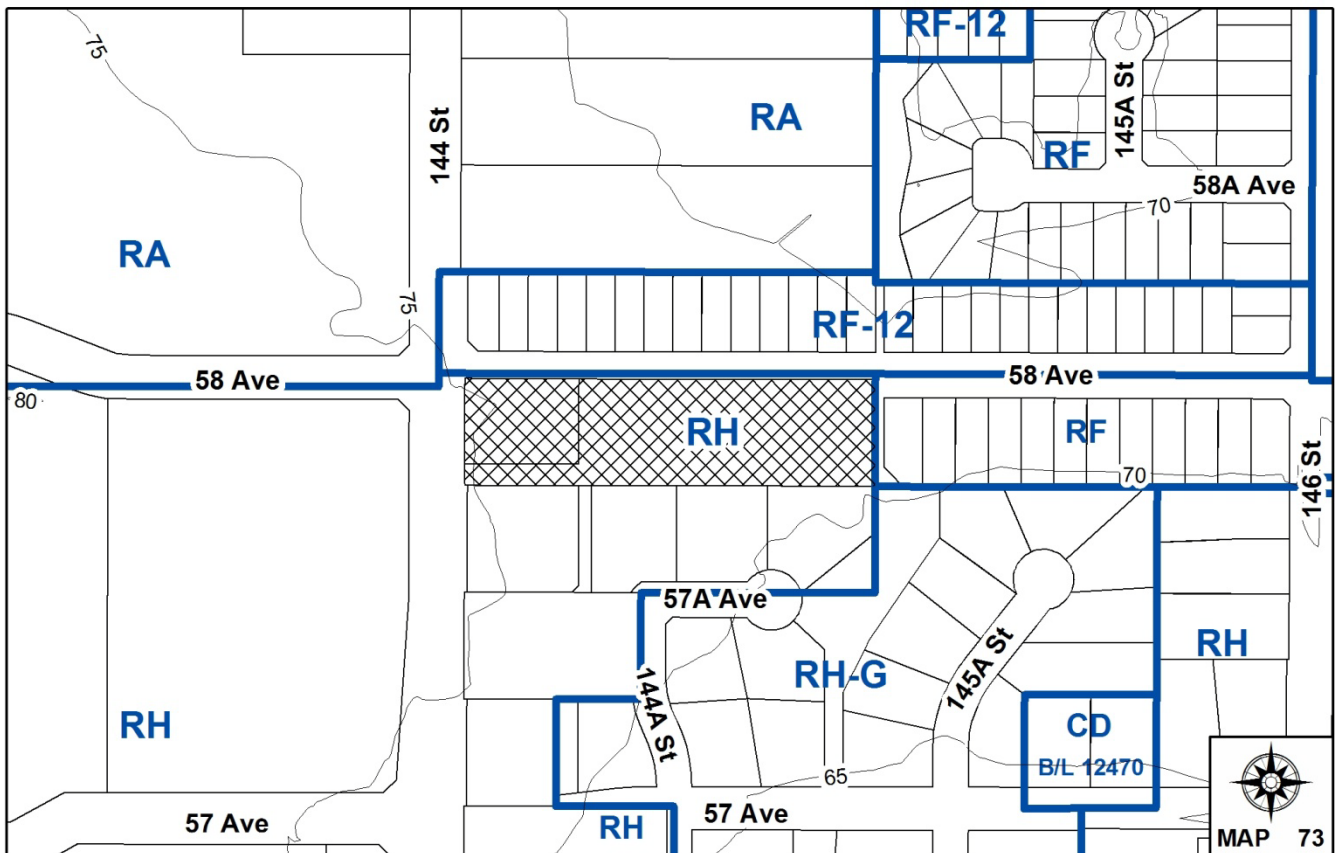 RF-12
75
RA
144 St
145A St
RF
58A Ave
70
RA
75
RF-12
58 Ave
58 Ave
80
RH
RF
70
146 St
57A Ave
RH-G
145A St
RH
144A St
RH
CD
B/L 12470
65
57 Ave
57 Ave
RH
MAP 73